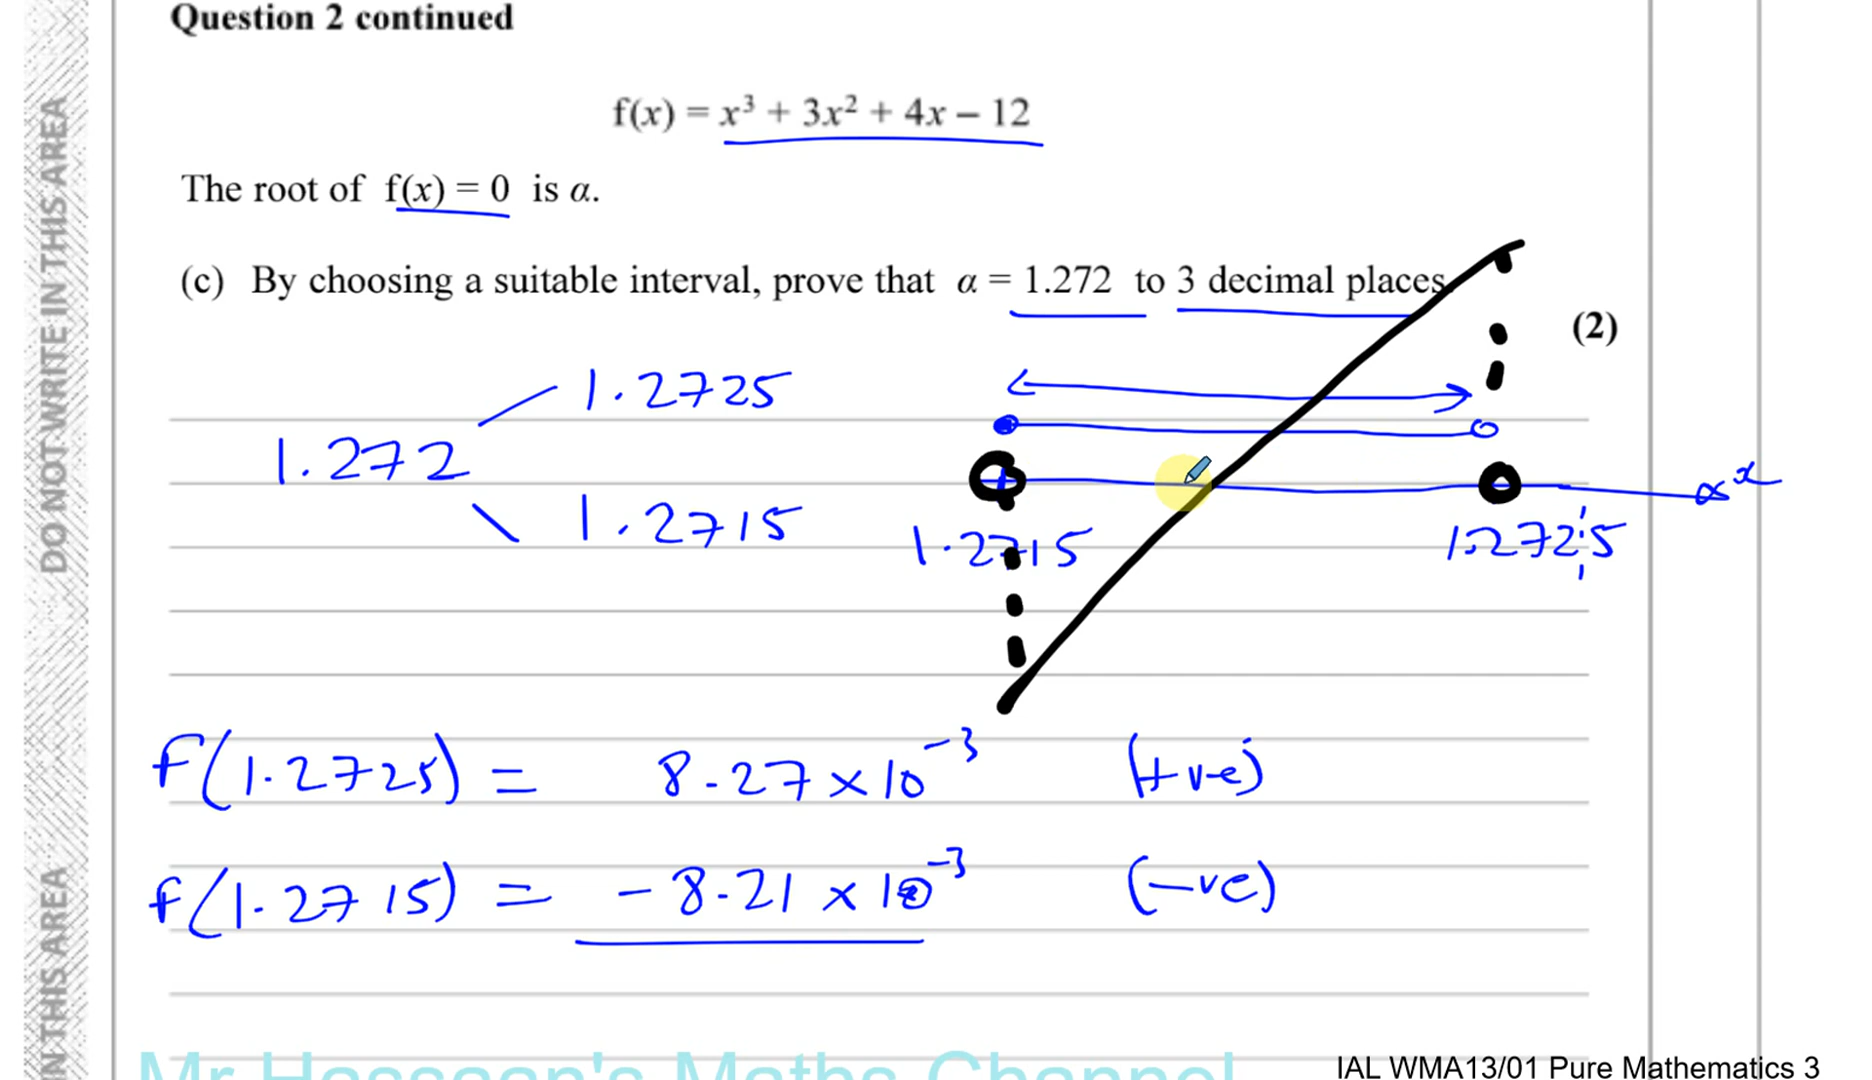 Question 2 continued
f(x) = x³ + 3x² + 4x − 12
The root of f(x) = 0 is α.
(c) By choosing a suitable interval, prove that α = 1.272 to 3 decimal places
(2)
1.2725
1.272
1.2715
x
1.2715
1.2725
f(1.2725) = 8.27 × 10⁻³ (+ve)
f(1.2715) = − 8.21 × 10⁻³ (−ve)
DO NOT WRITE IN THIS AREA
N THIS AREA
Mr Hassaan's Maths Channel
IAL WMA13/01 Pure Mathematics 3